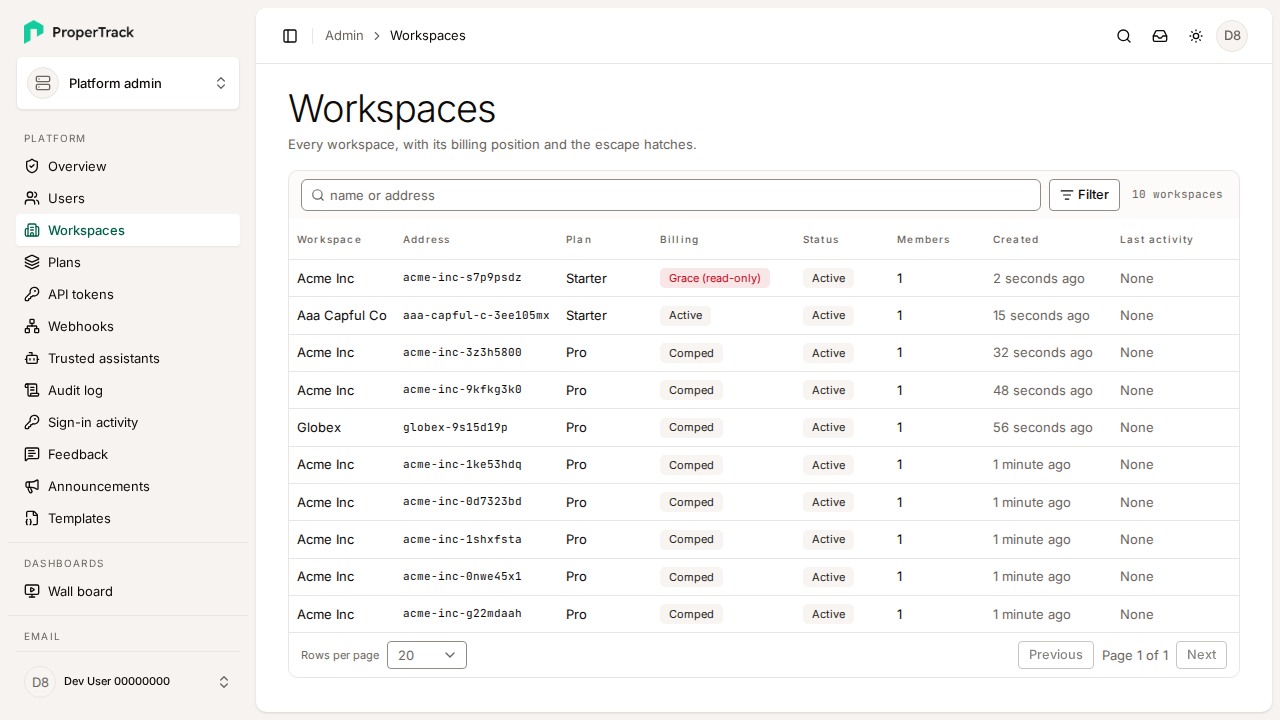 ProperTrack
Platform admin
PLATFORM
Overview
Users
Workspaces
Plans
API tokens
Webhooks
Trusted assistants
Audit log
Sign-in activity
Feedback
Announcements
Templates
DASHBOARDS
Wall board
EMAIL
D8 Dev User 00000000
Admin > Workspaces
D8
Workspaces
Every workspace, with its billing position and the escape hatches.
name or address Filter 10 workspaces
Workspace Address Plan Billing Status Members Created Last activity
Acme Inc acme-inc-s7p9psdz Starter Grace (read-only) Active 1 2 seconds ago None
Aaa Capful Co aaa-capful-c-3ee105mx Starter Active Active 1 15 seconds ago None
Acme Inc acme-inc-3z3h5800 Pro Comped Active 1 32 seconds ago None
Acme Inc acme-inc-9kfkg3k0 Pro Comped Active 1 48 seconds ago None
Globex globex-9s15d19p Pro Comped Active 1 56 seconds ago None
Acme Inc acme-inc-1ke53hdq Pro Comped Active 1 1 minute ago None
Acme Inc acme-inc-0d7323bd Pro Comped Active 1 1 minute ago None
Acme Inc acme-inc-1shxfsta Pro Comped Active 1 1 minute ago None
Acme Inc acme-inc-0nwe45x1 Pro Comped Active 1 1 minute ago None
Acme Inc acme-inc-g22mdaah Pro Comped Active 1 1 minute ago None
Rows per page 20 Previous Page 1 of 1 Next